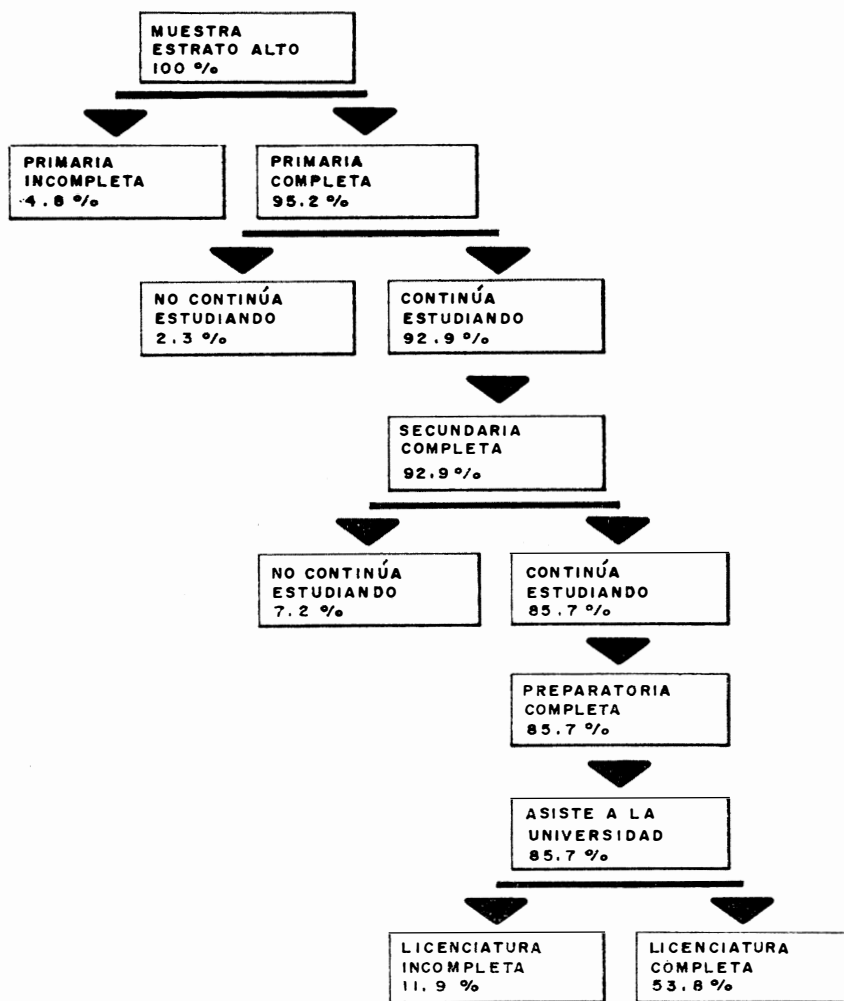 MUESTRA
ESTRATO ALTO
100 %
PRIMARIA
INCOMPLETA
4.8 %
PRIMARIA
COMPLETA
95.2 %
NO CONTINÚA
ESTUDIANDO
2.3 %
CONTINÚA
ESTUDIANDO
92.9 %
SECUNDARIA
COMPLETA
92.9 %
NO CONTINÚA
ESTUDIANDO
7.2 %
CONTINÚA
ESTUDIANDO
85.7 %
PREPARATORIA
COMPLETA
85.7 %
ASISTE A LA
UNIVERSIDAD
85.7 %
LICENCIATURA
INCOMPLETA
11.9 %
LICENCIATURA
COMPLETA
53.8 %